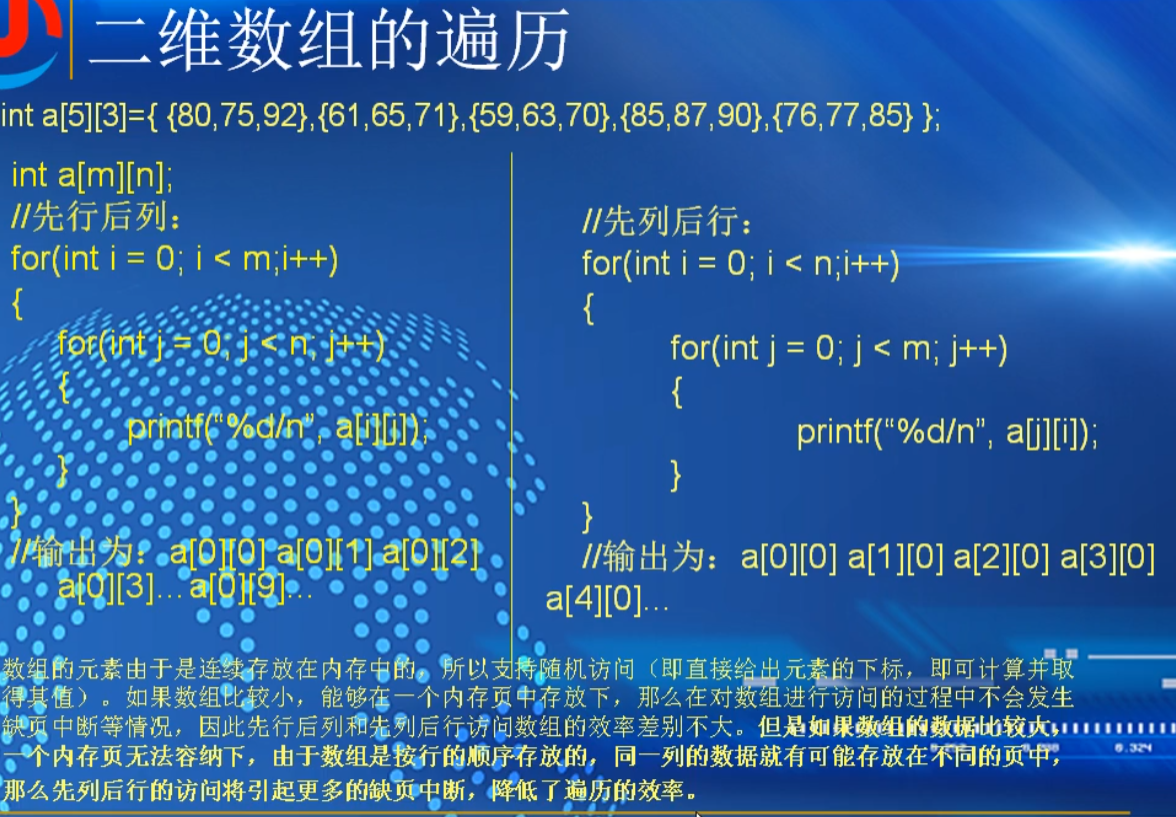 二维数组的遍历
int a[5][3]={ {80,75,92},{61,65,71},{59,63,70},{85,87,90},{76,77,85} };
int a[m][n];
//先行后列：
for(int i = 0; i < m;i++)
{
for(int j = 0; j < n; j++)
{
printf(“%d/n”, a[i][j]);
}
}
//输出为：a[0][0] a[0][1] a[0][2]
a[0][3]… a[0][9]…
//先列后行：
for(int i = 0; i < n;i++)
{
for(int j = 0; j < m; j++)
{
printf(“%d/n”, a[j][i]);
}
}
//输出为：a[0][0] a[1][0] a[2][0] a[3][0]
a[4][0]…
数组的元素由于是连续存放在内存中的，所以支持随机访问（即直接给出元素的下标，即可计算并取
得其值）。如果数组比较小，能够在一个内存页中存放下，那么在对数组进行访问的过程中不会发生
缺页中断等情况，因此先行后列和先列后行访问数组的效率差别不大。但是如果数组的数据比较大，
一个内存页无法容纳下，由于数组是按行的顺序存放的，同一列的数据就有可能存放在不同的页中，
那么先列后行的访问将引起更多的缺页中断，降低了遍历的效率。
0.324